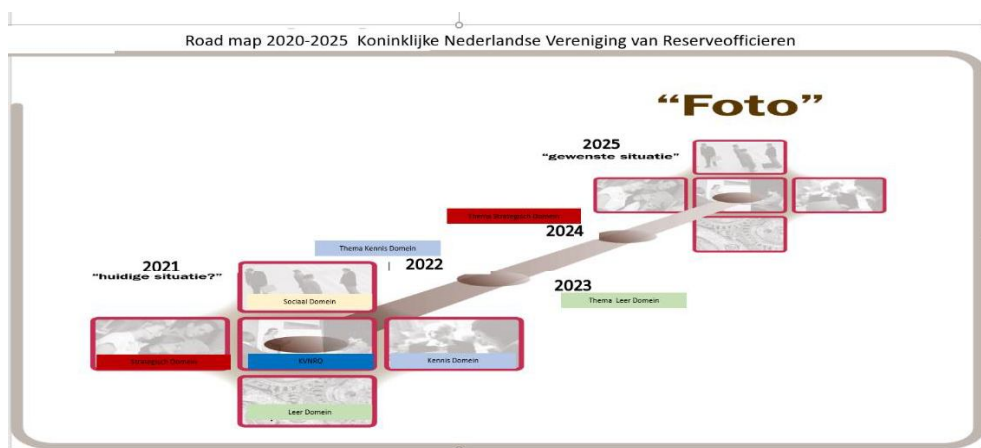 Road map 2020-2025 Koninklijke Nederlandse Vereniging van Reserveofficieren
“Foto”
2025
“gewenste situatie”
Thema Strategisch Domein
2024
Thema Kennis Domein
2022
2021
“huidige situatie?”
2023
Thema Leer Domein
Sociaal Domein
Strategisch Domein
KVNRO
Kennis Domein
Leer Domein